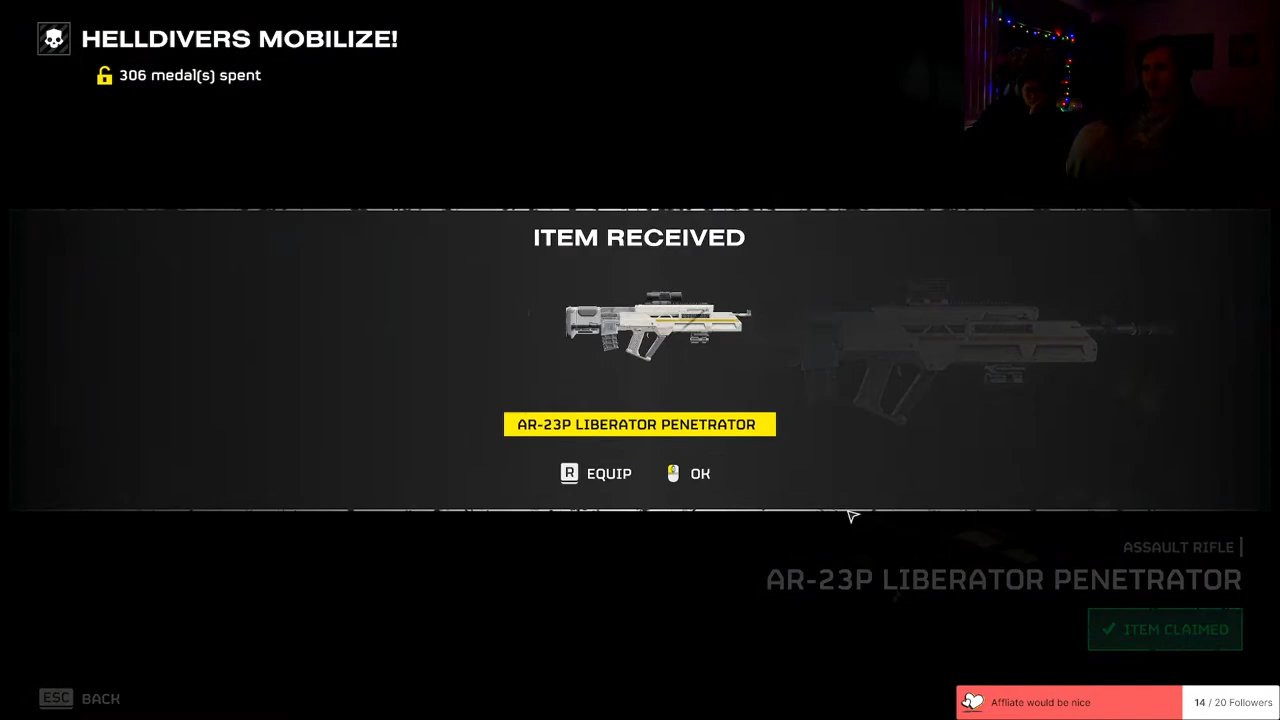 HELLDIVERS MOBILIZE!
306 medal(s) spent
ITEM RECEIVED
AR-23P LIBERATOR PENETRATOR
R EQUIP OK
ASSAULT RIFLE
AR-23P LIBERATOR PENETRATOR
ITEM CLAIMED
ESC BACK
Affliate would be nice 14 / 20 Followers